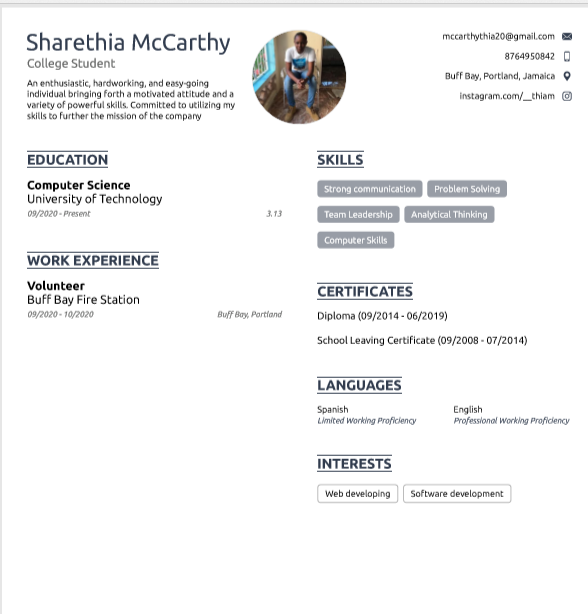 Sharethia McCarthy
College Student
An enthusiastic, hardworking, and easy-going
individual bringing forth a motivated attitude and a
variety of powerful skills. Committed to utilizing my
skills to further the mission of the company
mccarthythia20@gmail.com
8764950842
Buff Bay, Portland, Jamaica
instagram.com/__thiam
EDUCATION
Computer Science
University of Technology
09/2020 - Present 3.13
WORK EXPERIENCE
Volunteer
Buff Bay Fire Station
09/2020 - 10/2020 Buff Bay, Portland
SKILLS
Strong communication Problem Solving
Team Leadership Analytical Thinking
Computer Skills
CERTIFICATES
Diploma (09/2014 - 06/2019)
School Leaving Certificate (09/2008 - 07/2014)
LANGUAGES
Spanish English
Limited Working Proficiency Professional Working Proficiency
INTERESTS
Web developing Software development